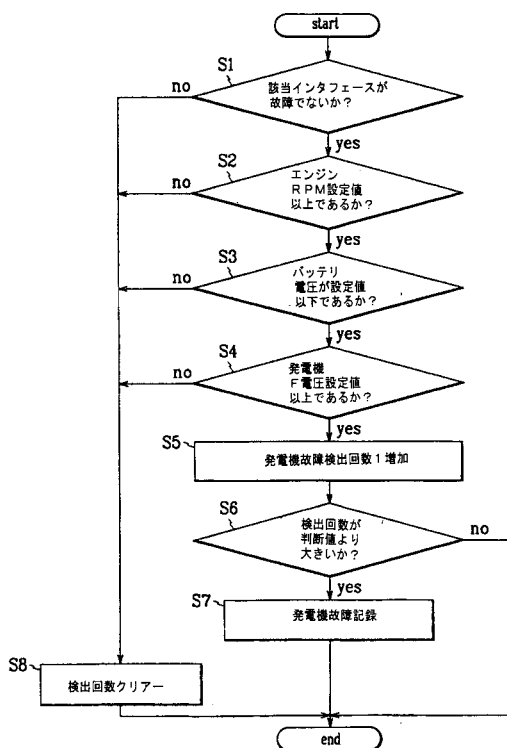 start
S1
該当インタフェースが
故障でないか?
no
yes
S2
エンジン
RPM設定値
以上であるか?
no
yes
S3
バッテリ
電圧が設定値
以下であるか?
no
yes
S4
発電機
F電圧設定値
以上であるか?
no
yes
S5
発電機故障検出回数1増加
S6
検出回数が
判断値より
大きいか?
no
yes
S7
発電機故障記録
S8
検出回数クリアー
end